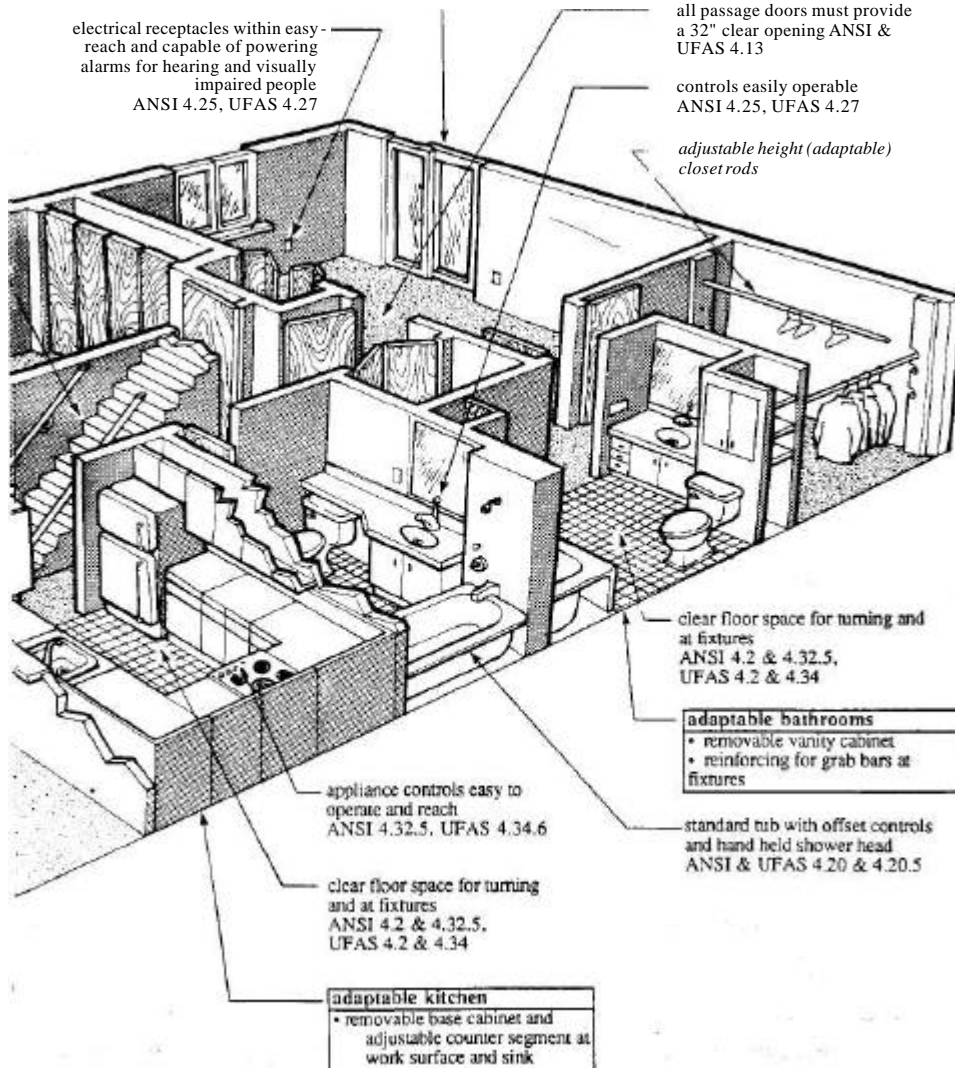 electrical receptacles within easy-
reach and capable of powering
alarms for hearing and visually
impaired people
ANSI 4.25, UFAS 4.27
all passage doors must provide
a 32" clear opening ANSI &
UFAS 4.13
controls easily operable
ANSI 4.25, UFAS 4.27
adjustable height (adaptable)
closet rods
clear floor space for turning and
at fixtures
ANSI 4.2 & 4.32.5,
UFAS 4.2 & 4.34
adaptable bathrooms
• removable vanity cabinet
• reinforcing for grab bars at
fixtures
appliance controls easy to
operate and reach
ANSI 4.32.5, UFAS 4.34.6
standard tub with offset controls
and hand held shower head
ANSI & UFAS 4.20 & 4.20.5
clear floor space for turning
and at fixtures
ANSI 4.2 & 4.32.5,
UFAS 4.2 & 4.34
adaptable kitchen
• removable base cabinet and
adjustable counter segment at
work surface and sink